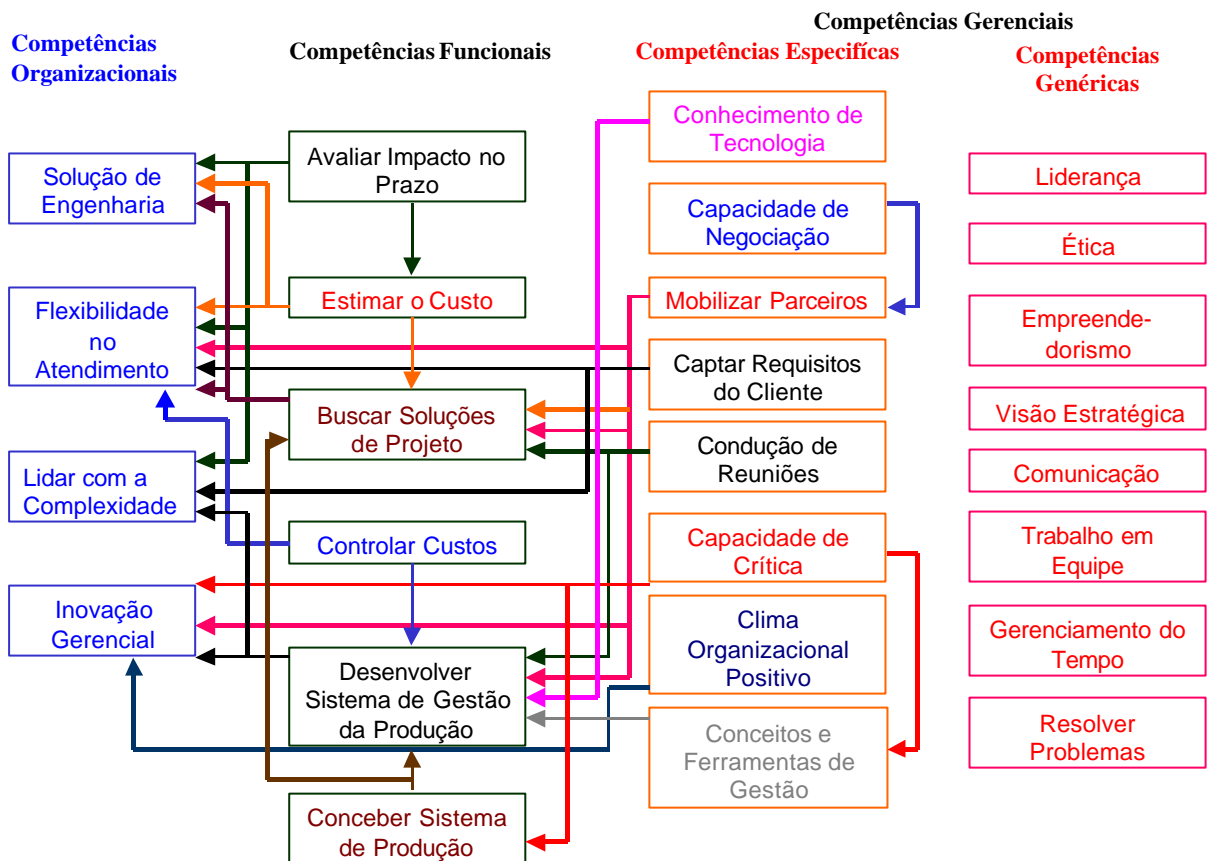 Competências Gerenciais
Competências
Organizacionais
Competências Funcionais
Competências Especifícas
Competências
Genéricas
Solução de
Engenharia
Flexibilidade
no
Atendimento
Lidar com a
Complexidade
Inovação
Gerencial
Avaliar Impacto no
Prazo
Estimar o Custo
Buscar Soluções
de Projeto
Controlar Custos
Desenvolver
Sistema de Gestão
da Produção
Conceber Sistema
de Produção
Conhecimento de
Tecnologia
Capacidade de
Negociação
Mobilizar Parceiros
Captar Requisitos
do Cliente
Condução de
Reuniões
Capacidade de
Crítica
Clima
Organizacional
Positivo
Conceitos e
Ferramentas de
Gestão
Liderança
Ética
Empreende-
dorismo
Visão Estratégica
Comunicação
Trabalho em
Equipe
Gerenciamento do
Tempo
Resolver
Problemas